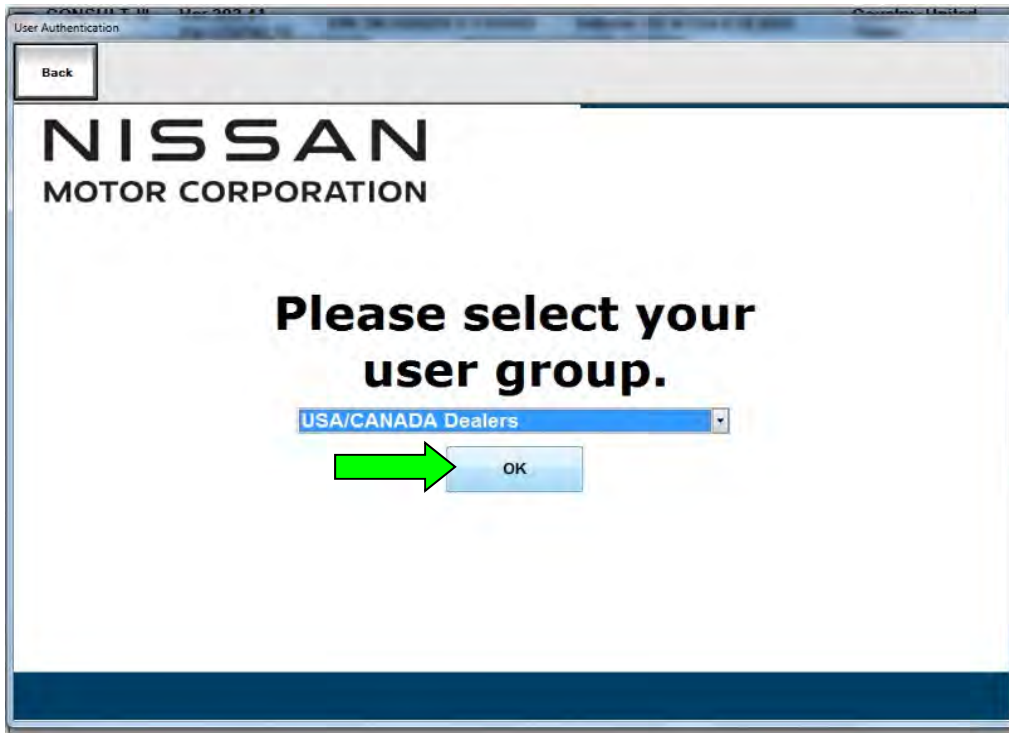 User Authentication
Back
NISSAN
MOTOR CORPORATION
Please select your
user group.
USA/CANADA Dealers
OK